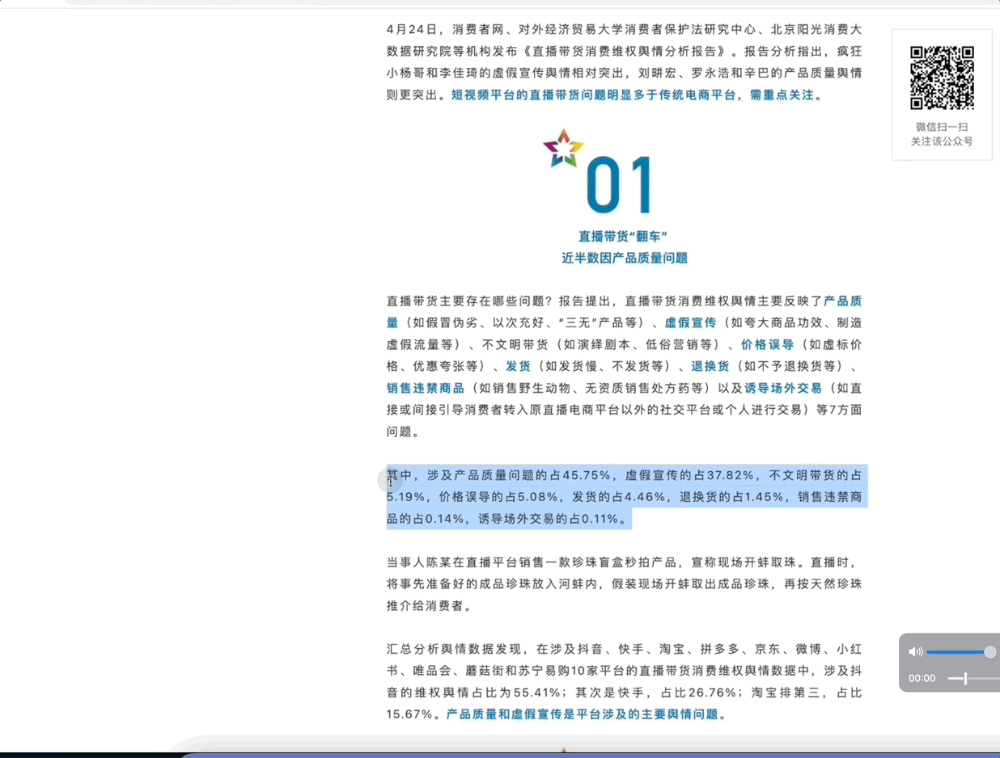 4月24日，消费者网、对外经济贸易大学消费者保护法研究中心、北京阳光消费大
数据研究院等机构发布《直播带货消费维权舆情分析报告》。报告分析指出，疯狂
小杨哥和李佳琦的虚假宣传舆情相对突出，刘畊宏、罗永浩和辛巴的产品质量舆情
则更突出。短视频平台的直播带货问题明显多于传统电商平台，需重点关注。
微信扫一扫
关注该公众号
01
直播带货“翻车”
近半数因产品质量问题
直播带货主要存在哪些问题？报告提出，直播带货消费维权舆情主要反映了产品质
量（如假冒伪劣、以次充好、“三无”产品等）、虚假宣传（如夸大商品功效、制造
虚假流量等）、不文明带货（如演绎剧本、低俗营销等）、价格误导（如虚标价
格、优惠夸张等）、发货（如发货慢、不发货等）、退换货（如不予退换货等）、
销售违禁商品（如销售野生动物、无资质销售处方药等）以及诱导场外交易（如直
接或间接引导消费者转入原直播电商平台以外的社交平台或个人进行交易）等7方面
问题。
其中，涉及产品质量问题的占45.75%，虚假宣传的占37.82%，不文明带货的占
5.19%，价格误导的占5.08%，发货的占4.46%，退换货的占1.45%，销售违禁商
品的占0.14%，诱导场外交易的占0.11%。
当事人陈某在直播平台销售一款珍珠盲盒秒拍产品，宣称现场开蚌取珠。直播时，
将事先准备好的成品珍珠放入河蚌内，假装现场开蚌取出成品珍珠，再按天然珍珠
推介给消费者。
汇总分析舆情数据发现，在涉及抖音、快手、淘宝、拼多多、京东、微博、小红
书、唯品会、蘑菇街和苏宁易购10家平台的直播带货消费维权舆情数据中，涉及抖
音的维权舆情占比为55.41%；其次是快手，占比26.76%；淘宝排第三，占比
15.67%。产品质量和虚假宣传是平台涉及的主要舆情问题。
00:00